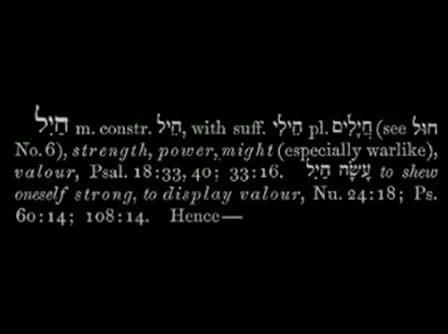 חַיִל m. constr. חֵיל, with suff. חֵילִי pl. חֲיָלִים (see חוּל
No. 6), strength, power, might (especially warlike),
valour, Psal. 18:33, 40; 33:16. עָשָׂה חַיִל to shew
oneself strong, to display valour, Nu. 24:18; Ps.
60:14; 108:14. Hence—